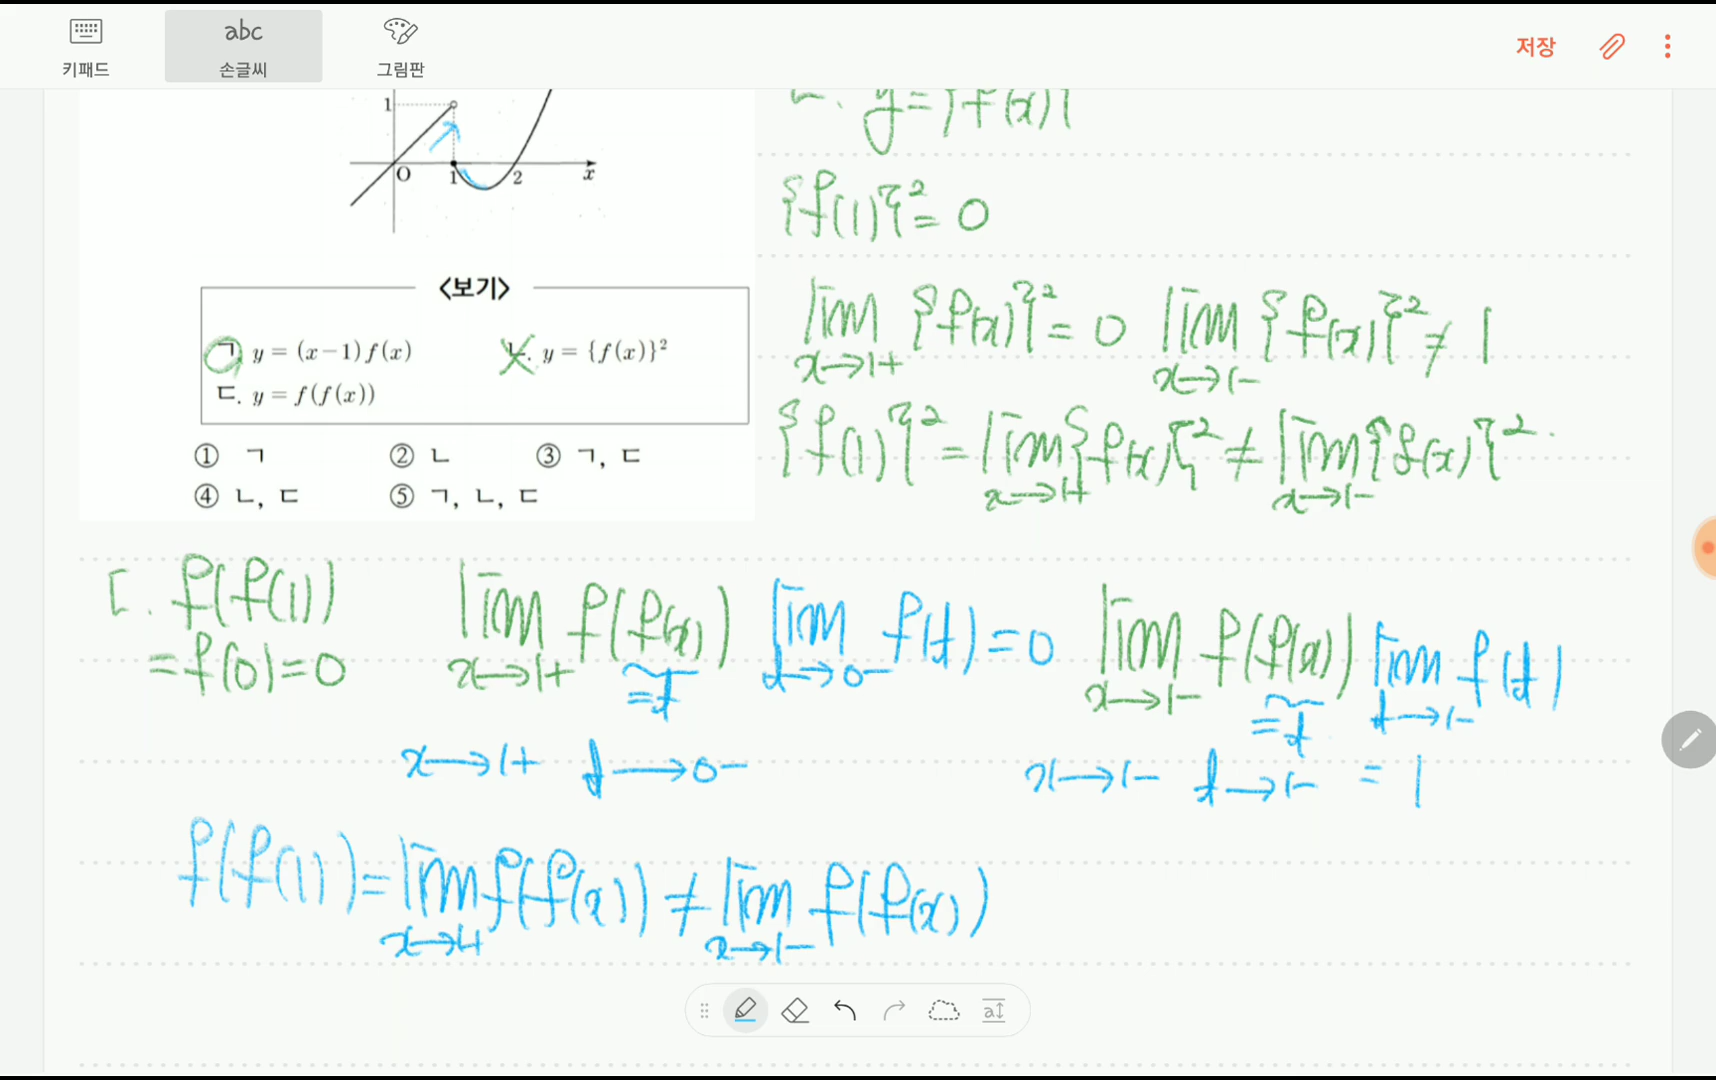 키패드
abc
손글씨
그림판
저장
1
O 1 2 x
<보기>
ㄱ. y = (x−1)f(x) ㄴ. y = {f(x)}²
ㄷ. y = f(f(x))
① ㄱ ② ㄴ ③ ㄱ, ㄷ
④ ㄴ, ㄷ ⑤ ㄱ, ㄴ, ㄷ
ㄴ. y = {f(x)}
{f(1)}² = 0
lim x→1+ {f(x)}² = 0 lim x→1− {f(x)}² ≠ 1
{f(1)}² = lim x→1+ {f(x)}² ≠ lim x→1− {f(x)}².
ㄷ. f(f(1)) = f(0) = 0
lim x→1+ f(f(x)) = t lim t→0− f(t) = 0
x→1+ t→0−
lim x→1− f(f(x)) = t lim t→1− f(t) = 1
x→1− t→1−
f(f(1)) = lim x→1+ f(f(x)) ≠ lim x→1− f(f(x))
a